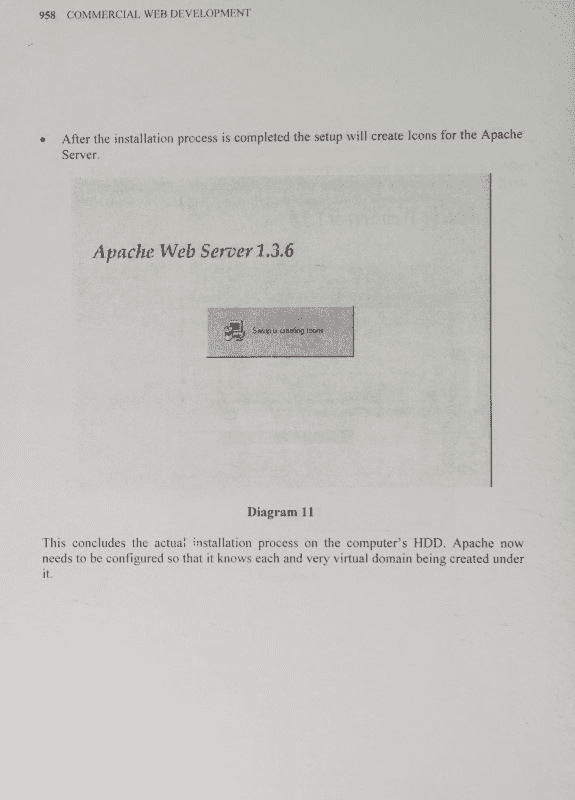 958 COMMERCIAL WEB DEVELOPMENT
• After the installation process is completed the setup will create Icons for the Apache
Server.
Apache Web Server 1.3.6
Setup is creating Icons
Diagram 11
This concludes the actual installation process on the computer's HDD. Apache now
needs to be configured so that it knows each and very virtual domain being created under
it.